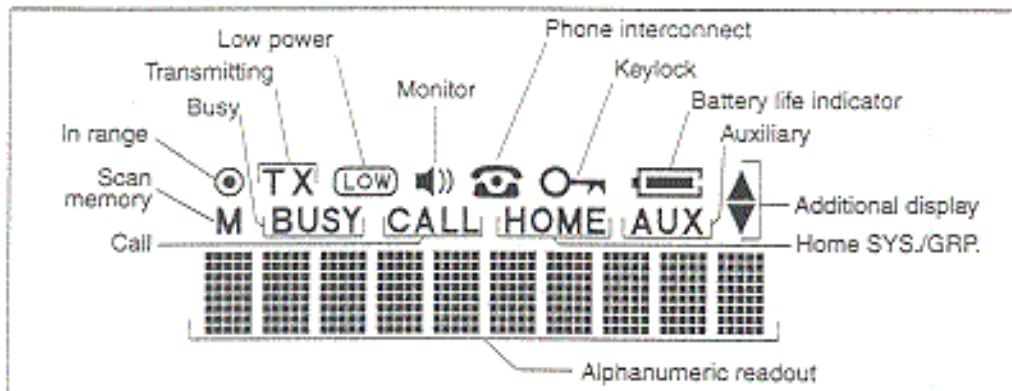 Phone interconnect
Low power
Transmitting
Keylock
Monitor
Battery life indicator
Busy
Auxiliary
In range
TX LOW
Scan memory
M BUSY CALL HOME AUX
Additional display
Call
Home SYS./GRP.
Alphanumeric readout